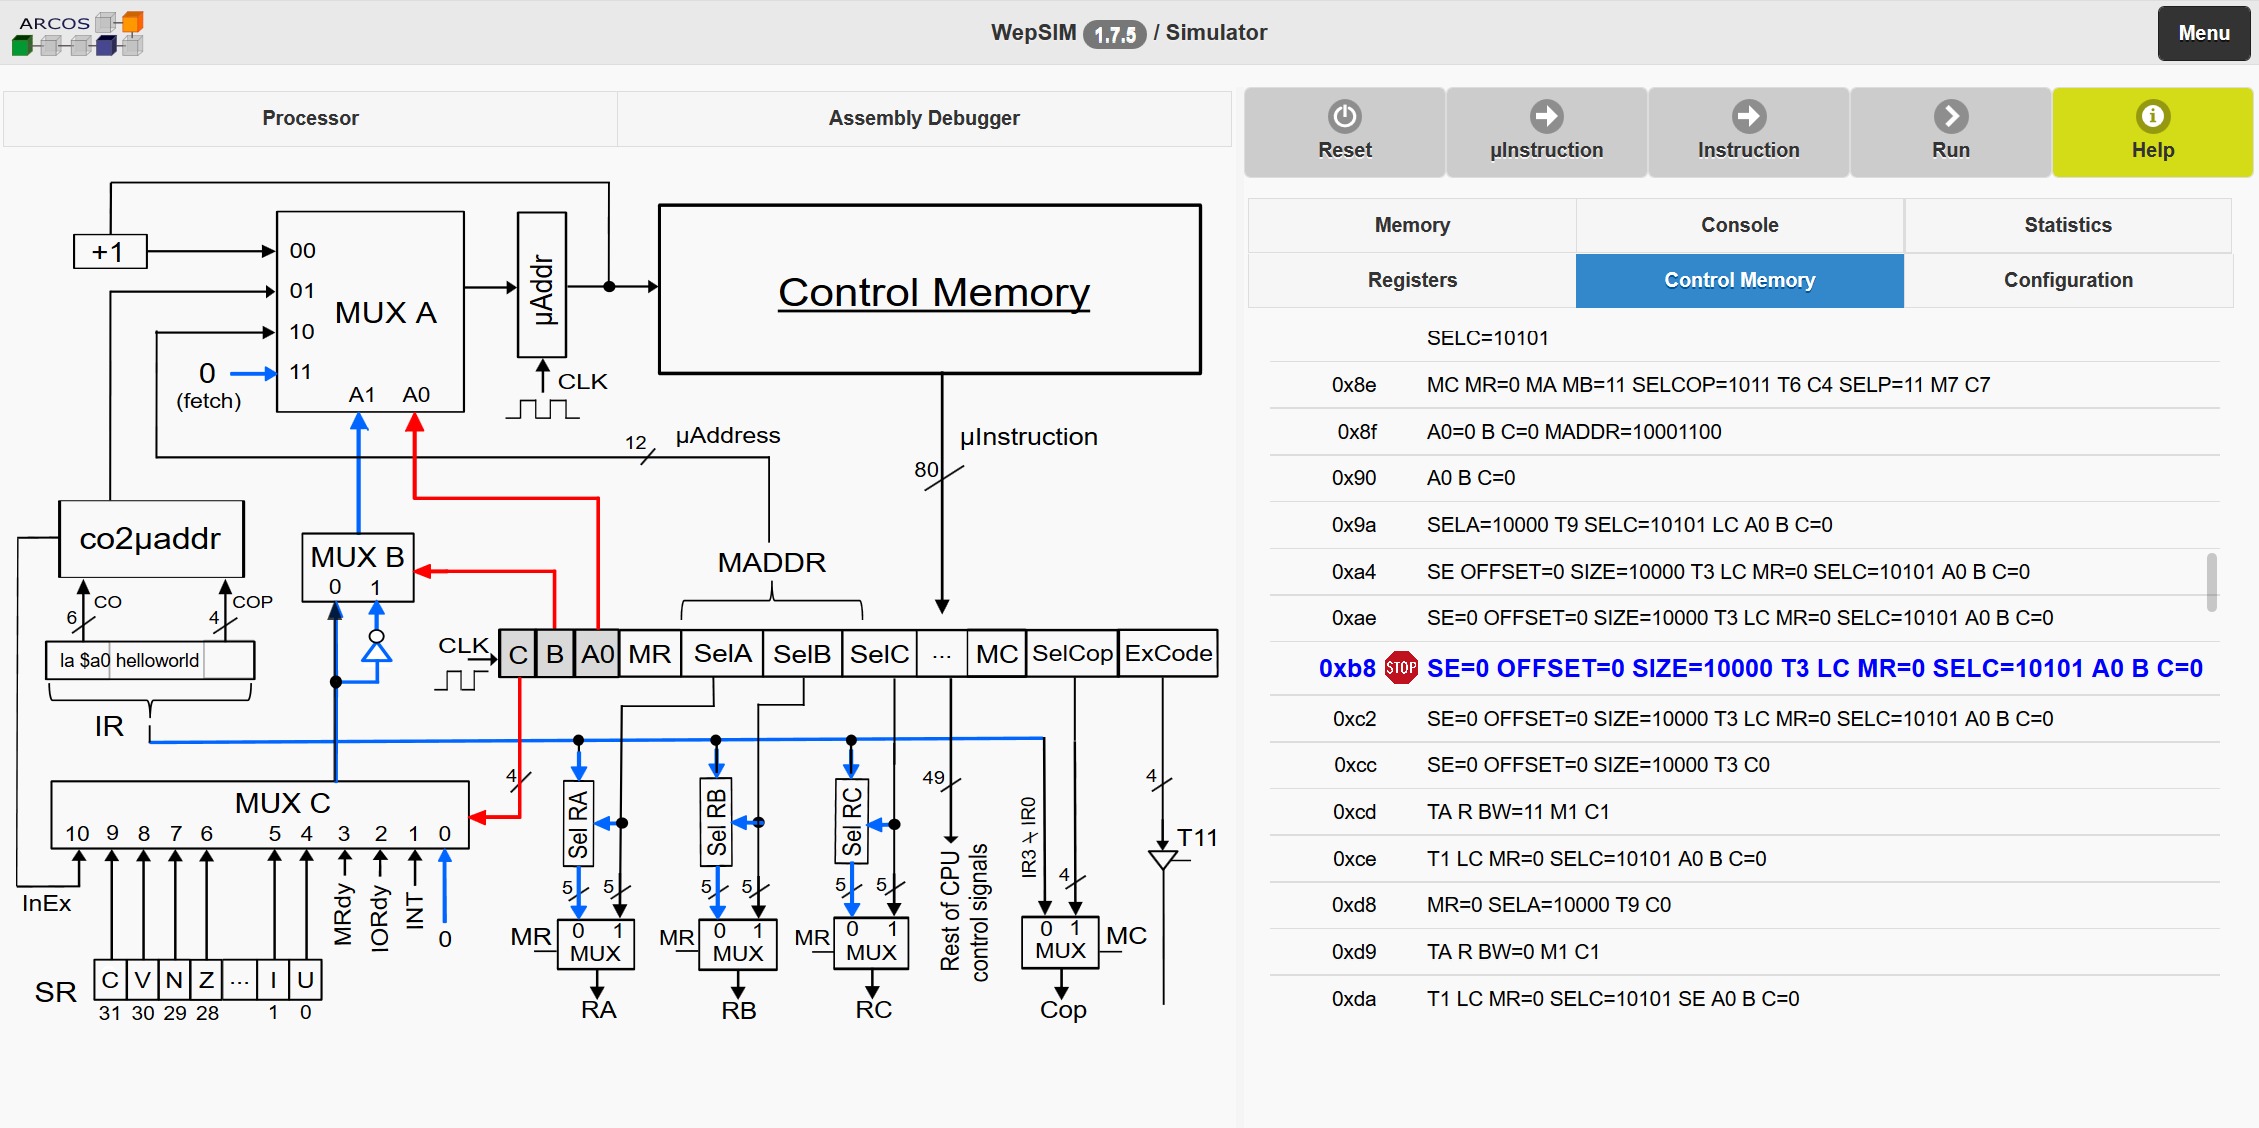 ARCOS
WepSIM 1.7.5 / Simulator
Menu
Processor
Assembly Debugger
Reset
µInstruction
Instruction
Run
Help
Memory
Console
Statistics
Registers
Control Memory
Configuration
+1
00
01
10
11
MUX A
A1
A0
0
(fetch)
µAddr
CLK
Control Memory
12
µAddress
80
µInstruction
co2µaddr
6
CO
4
COP
MUX B
0
1
MADDR
la $a0 helloworld
IR
CLK
C
B
A0
MR
SelA
SelB
SelC
...
MC
SelCop
ExCode
4
MUX C
10 9 8 7 6 5 4 3 2 1 0
InEx
MRdy
IORdy
INT
0
SR
C V N Z ... I U
31 30 29 28 1 0
Sel RA
5
5
MR
0 1
MUX
RA
Sel RB
5
5
MR
0 1
MUX
RB
Sel RC
5
5
MR
0 1
MUX
RC
49
Rest of CPU
control signals
IR3
IR0
4
0 1
MUX
MC
Cop
4
T11
SELC=10101
0x8e MC MR=0 MA MB=11 SELCOP=1011 T6 C4 SELP=11 M7 C7
0x8f A0=0 B C=0 MADDR=10001100
0x90 A0 B C=0
0x9a SELA=10000 T9 SELC=10101 LC A0 B C=0
0xa4 SE OFFSET=0 SIZE=10000 T3 LC MR=0 SELC=10101 A0 B C=0
0xae SE=0 OFFSET=0 SIZE=10000 T3 LC MR=0 SELC=10101 A0 B C=0
0xb8 STOP SE=0 OFFSET=0 SIZE=10000 T3 LC MR=0 SELC=10101 A0 B C=0
0xc2 SE=0 OFFSET=0 SIZE=10000 T3 LC MR=0 SELC=10101 A0 B C=0
0xcc SE=0 OFFSET=0 SIZE=10000 T3 C0
0xcd TA R BW=11 M1 C1
0xce T1 LC MR=0 SELC=10101 A0 B C=0
0xd8 MR=0 SELA=10000 T9 C0
0xd9 TA R BW=0 M1 C1
0xda T1 LC MR=0 SELC=10101 SE A0 B C=0